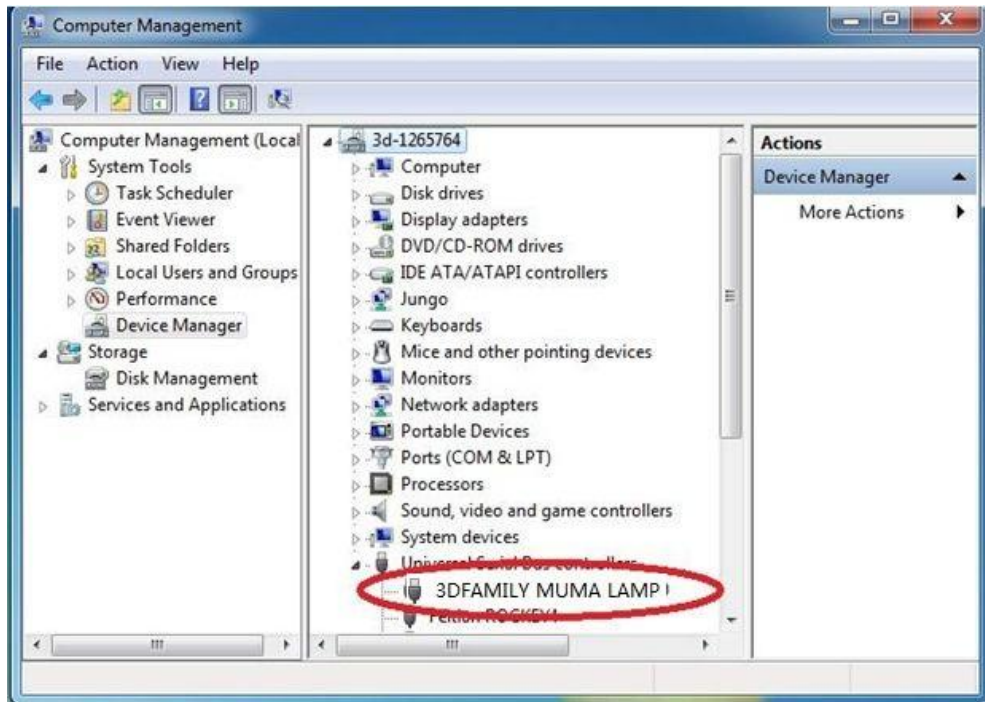 Computer Management
File Action View Help
Computer Management (Local
System Tools
Task Scheduler
Event Viewer
Shared Folders
Local Users and Groups
Performance
Device Manager
Storage
Disk Management
Services and Applications
3d-1265764
Computer
Disk drives
Display adapters
DVD/CD-ROM drives
IDE ATA/ATAPI controllers
Jungo
Keyboards
Mice and other pointing devices
Monitors
Network adapters
Portable Devices
Ports (COM & LPT)
Processors
Sound, video and game controllers
System devices
Universal Serial Bus controllers
3DFAMILY MUMA LAMP
Actions
Device Manager
More Actions